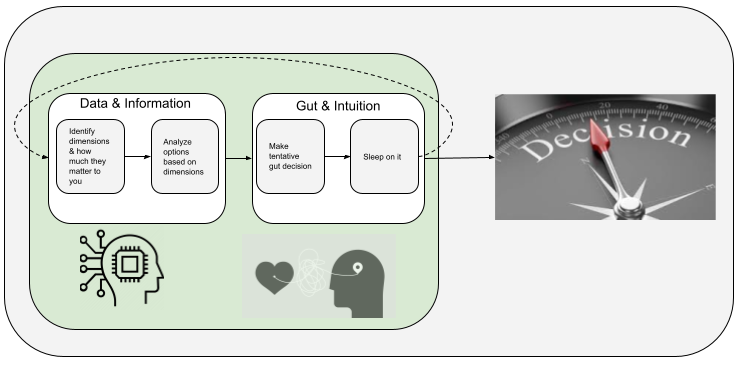 Data & Information
Gut & Intuition
Identify
dimensions
& how
much they
matter to
you
Analyze
options
based on
dimensions
Make
tentative
gut decision
Sleep on it
0
20
40
Decision